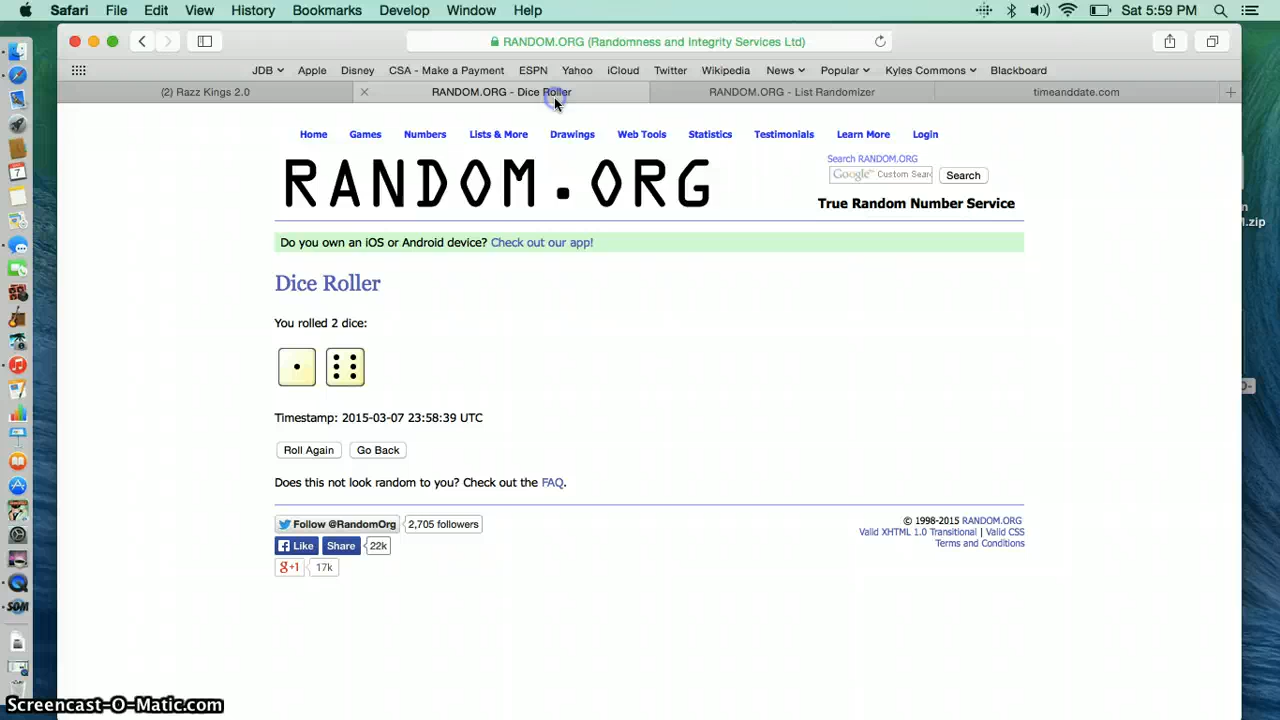 Safari File Edit View History Bookmarks Develop Window Help Sat 5:59 PM
RANDOM.ORG (Randomness and Integrity Services Ltd)
JDB Apple Disney CSA - Make a Payment ESPN Yahoo iCloud Twitter Wikipedia News Popular Kyles Commons Blackboard
(2) Razz Kings 2.0 RANDOM.ORG - Dice Roller RANDOM.ORG - List Randomizer timeanddate.com
Home Games Numbers Lists & More Drawings Web Tools Statistics Testimonials Learn More Login
Search RANDOM.ORG
RANDOM.ORG
Google Custom Sear Search
True Random Number Service
.zip
Do you own an iOS or Android device? Check out our app!
Dice Roller
You rolled 2 dice:
Timestamp: 2015-03-07 23:58:39 UTC
Roll Again Go Back
Does this not look random to you? Check out the FAQ.
Follow @RandomOrg 2,705 followers
Like Share 22k
g+1 17k
© 1998-2015 RANDOM.ORG
Valid XHTML 1.0 Transitional | Valid CSS
Terms and Conditions
SOM
Screencast-O-Matic.com